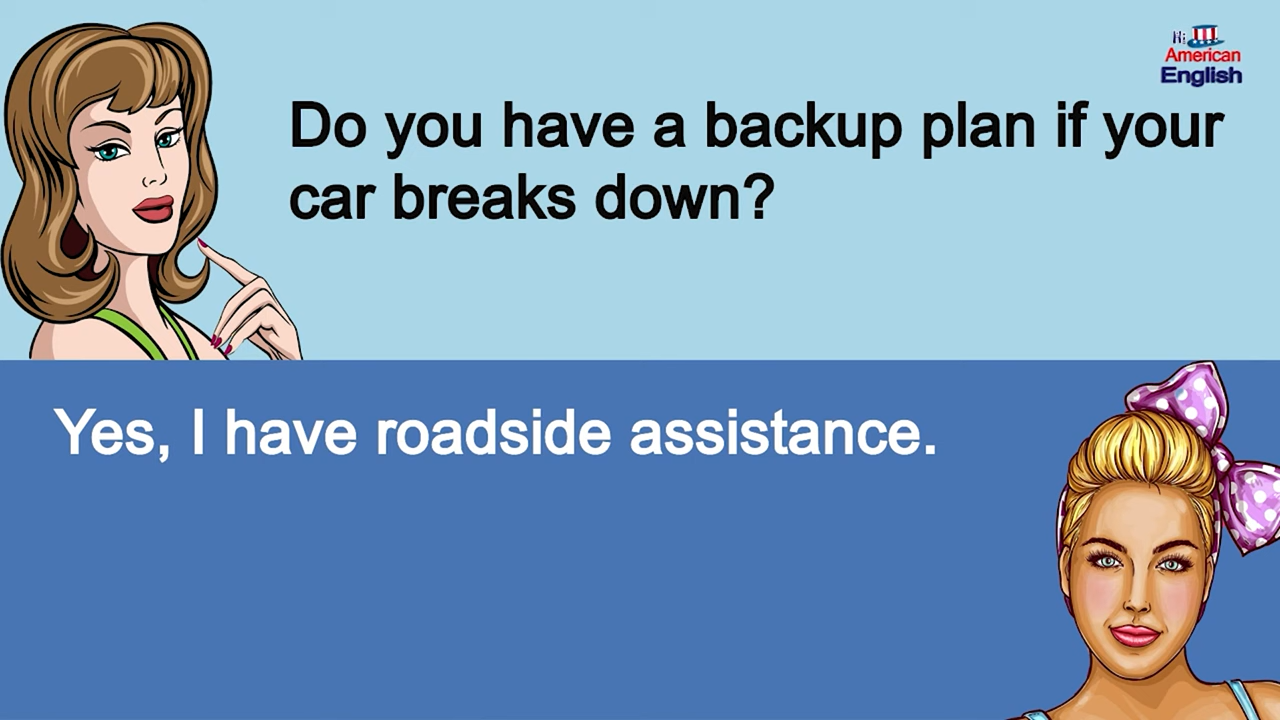 Hi
American
English
Do you have a backup plan if your
car breaks down?
Yes, I have roadside assistance.